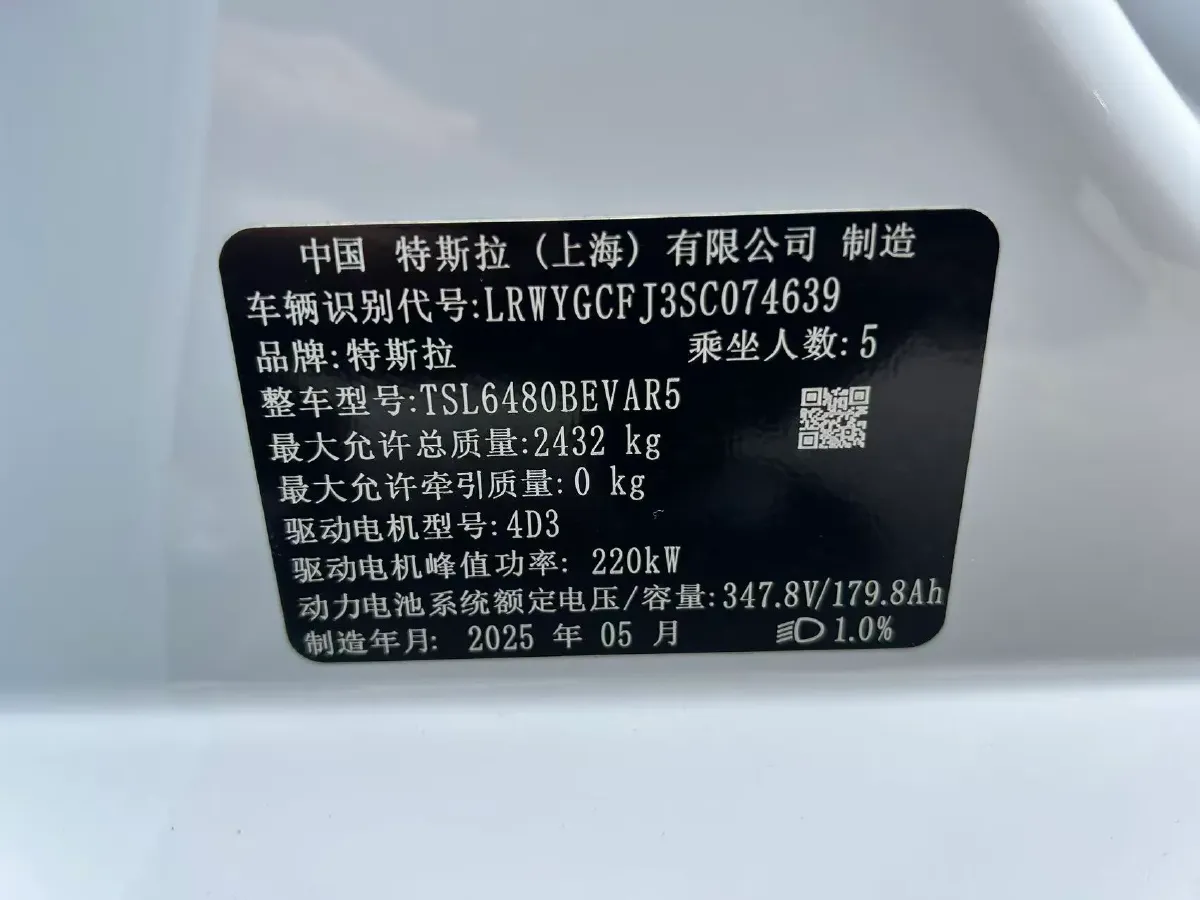 中国 特斯拉 (上海) 有限公司 制造
车辆识别代号:LRWYGCFJ3SC074639
品牌:特斯拉 乘坐人数:5
整车型号:TSL6480BEVAR5
最大允许总质量:2432 kg
最大允许牵引质量:0 kg
驱动电机型号:4D3
驱动电机峰值功率: 220kW
动力电池系统额定电压/容量:347.8V/179.8Ah
制造年月: 2025 年 05 月 1.0%